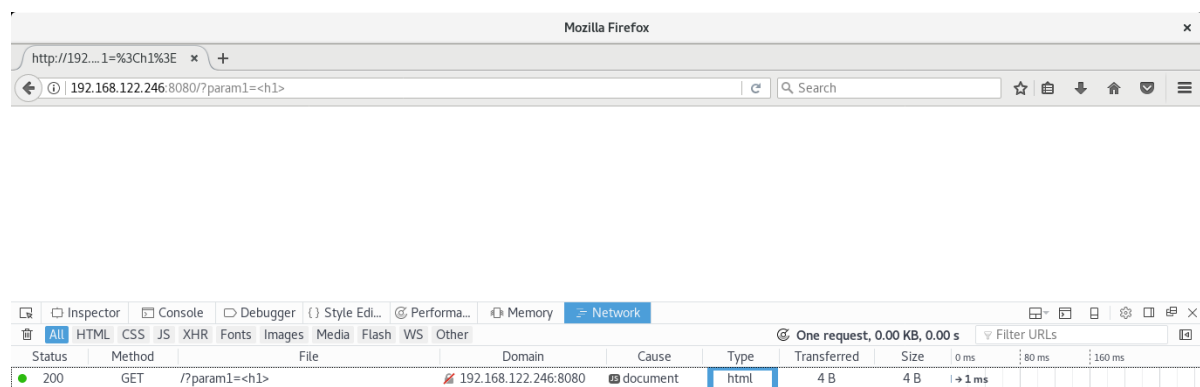 Mozilla Firefox ×
http://192.... 1=%3Ch1%3E × +
192.168.122.246:8080/?param1=<h1> Search
Inspector Console Debugger {} Style Edi... Performa... Memory Network
All HTML CSS JS XHR Fonts Images Media Flash WS Other One request, 0.00 KB, 0.00 s Filter URLs
Status Method File Domain Cause Type Transferred Size 0 ms 80 ms 160 ms
200 GET /?param1=<h1> 192.168.122.246:8080 JS document html 4 B 4 B → 1 ms